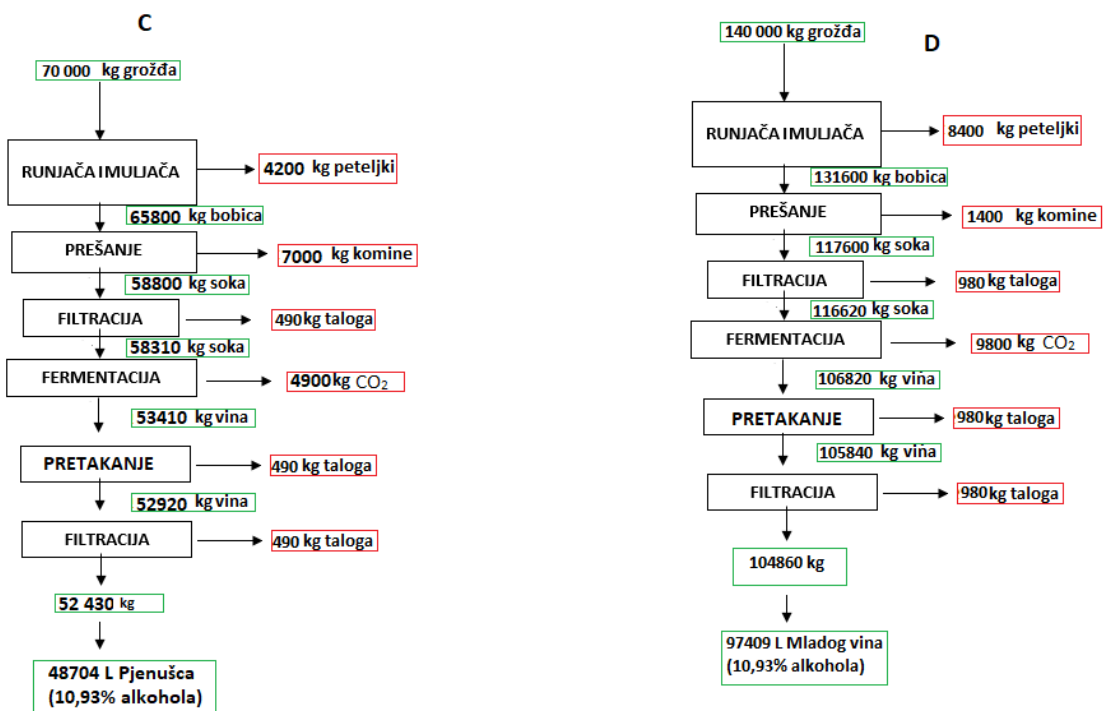 C
70 000 kg grožđa
RUNJAČA I MULJAČA
4200 kg peteljki
65800 kg bobica
PREŠANJE
7000 kg komine
58800 kg soka
FILTRACIJA
490 kg taloga
58310 kg soka
FERMENTACIJA
4900 kg CO₂
53410 kg vina
PRETAKANJE
490 kg taloga
52920 kg vina
FILTRACIJA
490 kg taloga
52 430 kg
48704 L Pjenušca
(10,93% alkohola)
D
140 000 kg grožđa
RUNJAČA I MULJAČA
8400 kg peteljki
131600 kg bobica
PREŠANJE
1400 kg komine
117600 kg soka
FILTRACIJA
980 kg taloga
116620 kg soka
FERMENTACIJA
9800 kg CO₂
106820 kg vina
PRETAKANJE
980 kg taloga
105840 kg vina
FILTRACIJA
980 kg taloga
104860 kg
97409 L Mladog vina
(10,93% alkohola)